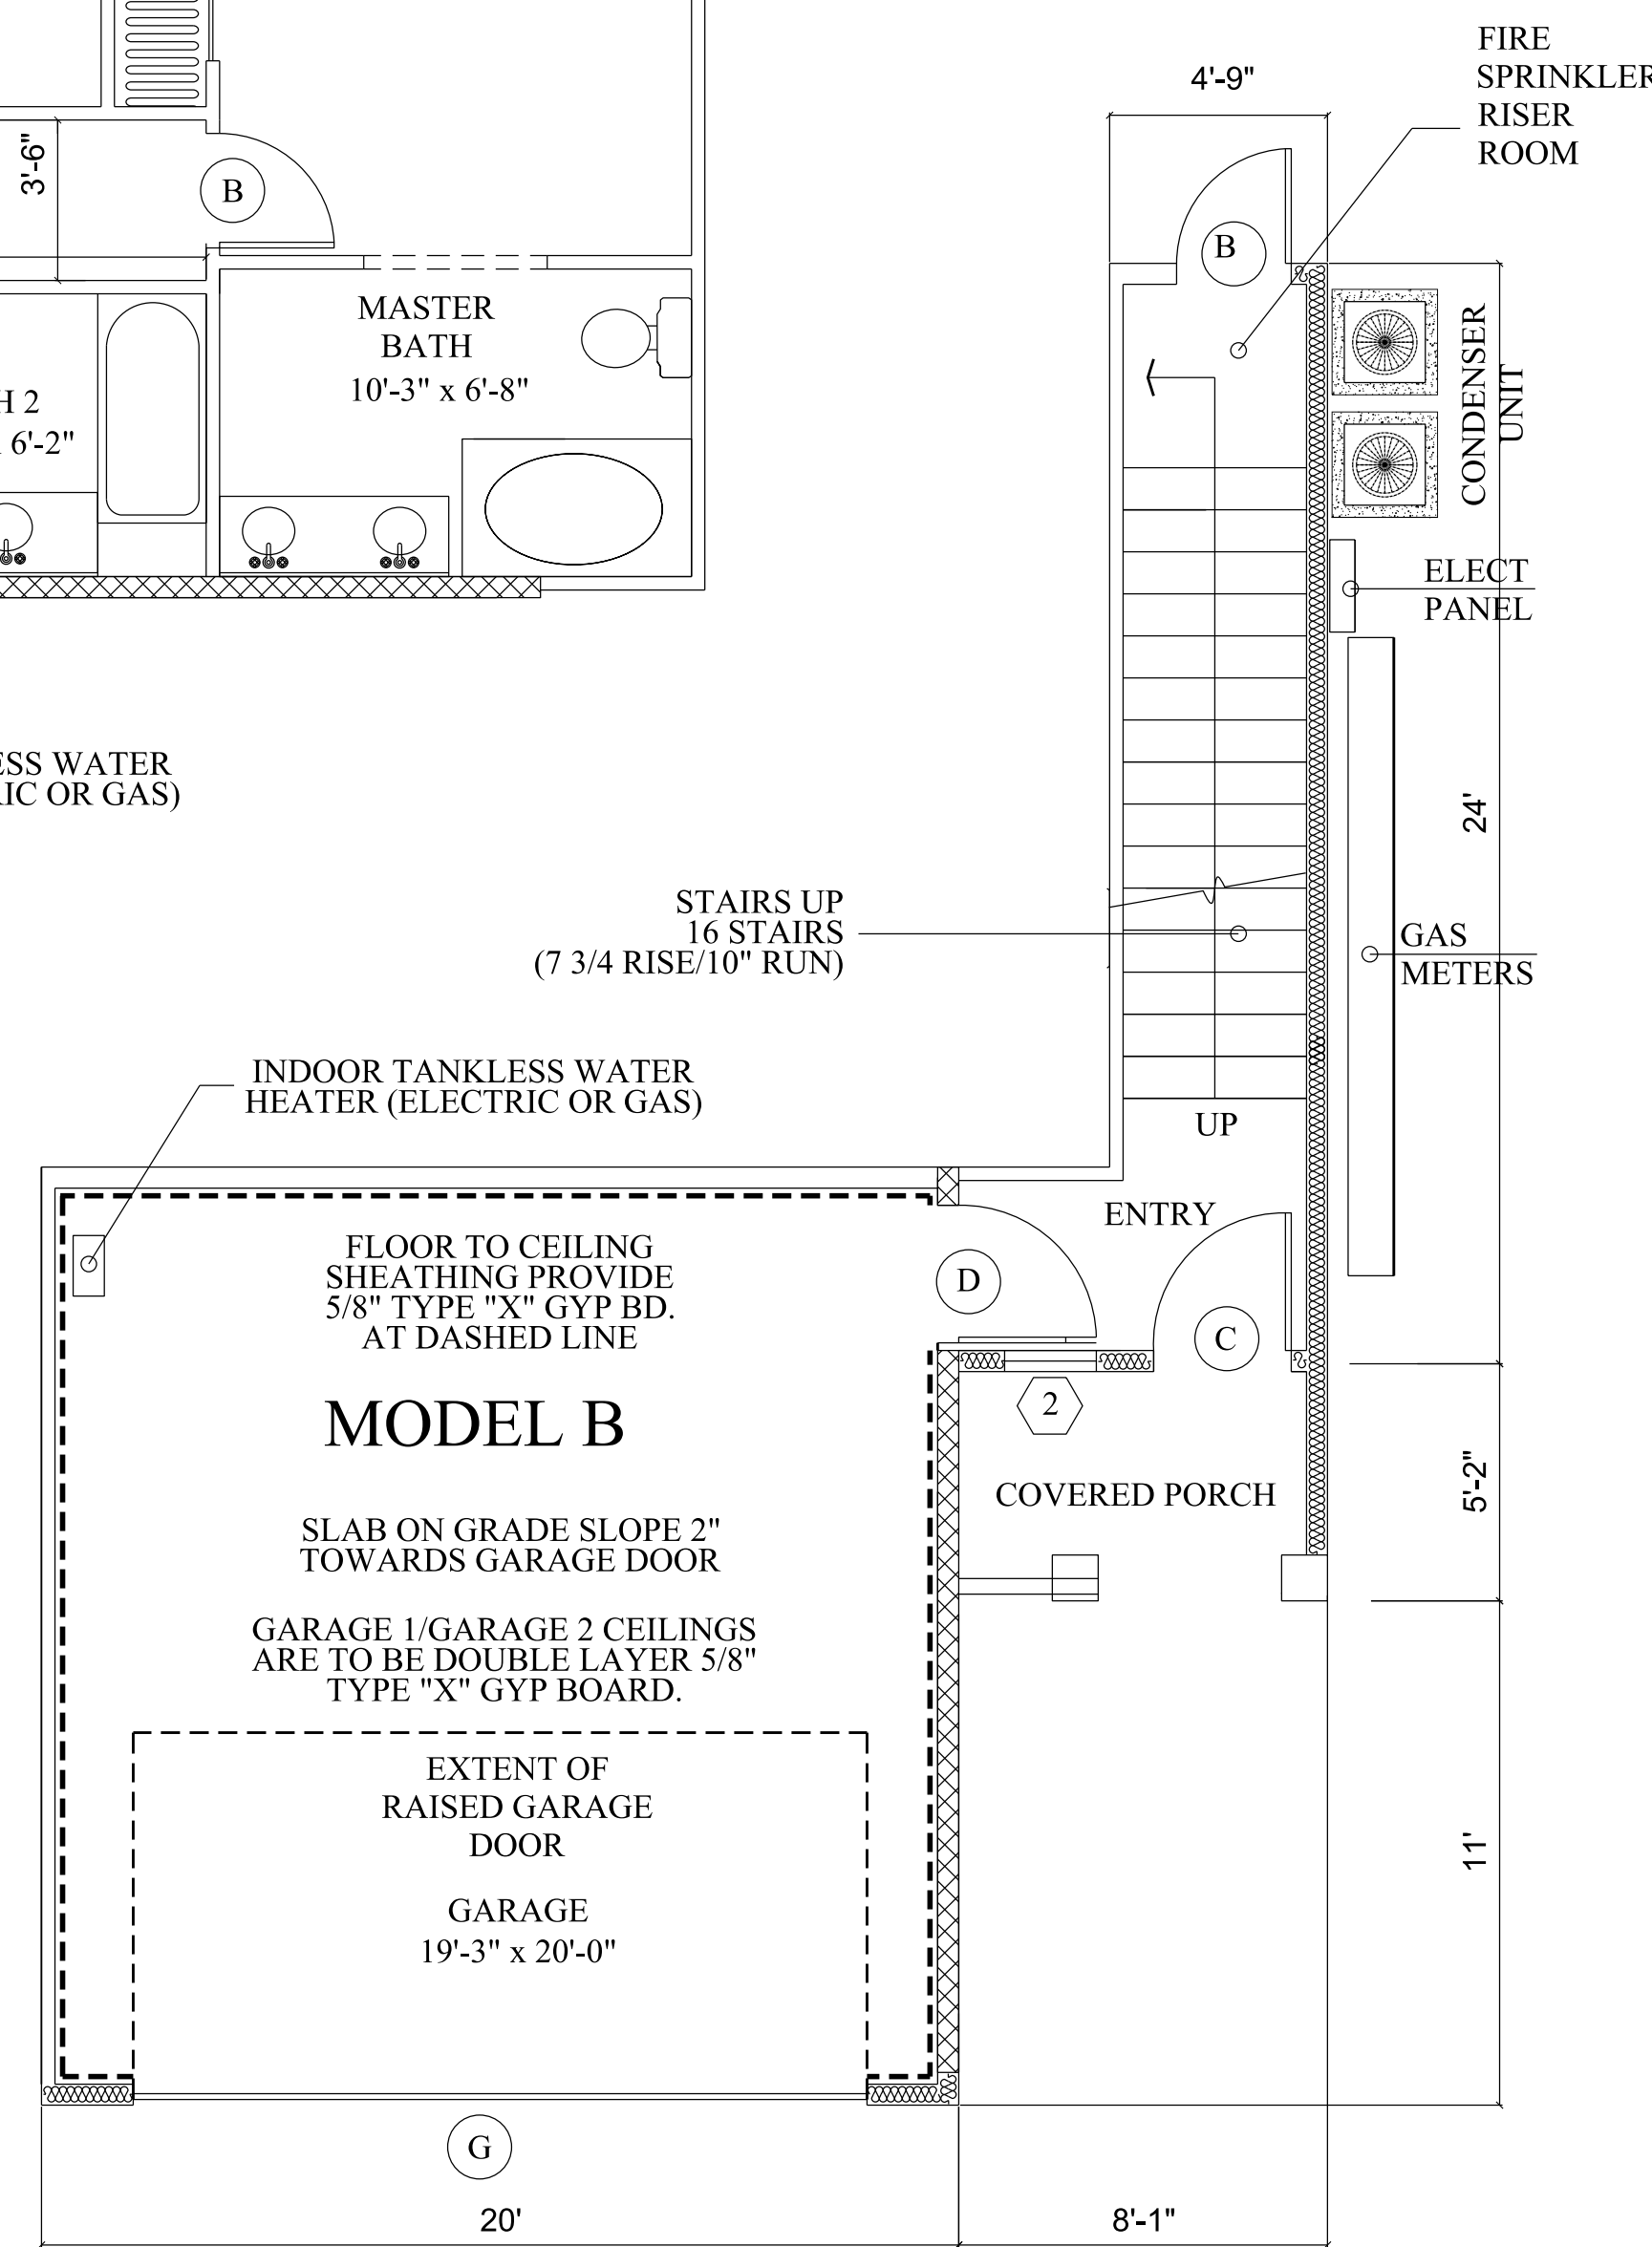 FIRE
SPRINKLER
RISER
ROOM
4'-9"
3'-6"
B
B
MASTER
BATH
10'-3" x 6'-8"
H 2
6'-2"
CONDENSER
UNIT
ELECT
PANEL
ESS WATER
RIC OR GAS)
24'
STAIRS UP
16 STAIRS
(7 3/4 RISE/10" RUN)
GAS
METERS
INDOOR TANKLESS WATER
HEATER (ELECTRIC OR GAS)
UP
ENTRY
FLOOR TO CEILING
SHEATHING PROVIDE
5/8" TYPE "X" GYP BD.
AT DASHED LINE
D
C
MODEL B
2
COVERED PORCH
5'-2"
SLAB ON GRADE SLOPE 2"
TOWARDS GARAGE DOOR
GARAGE 1/GARAGE 2 CEILINGS
ARE TO BE DOUBLE LAYER 5/8"
TYPE "X" GYP BOARD.
EXTENT OF
RAISED GARAGE
DOOR
11'
GARAGE
19'-3" x 20'-0"
G
20'
8'-1"